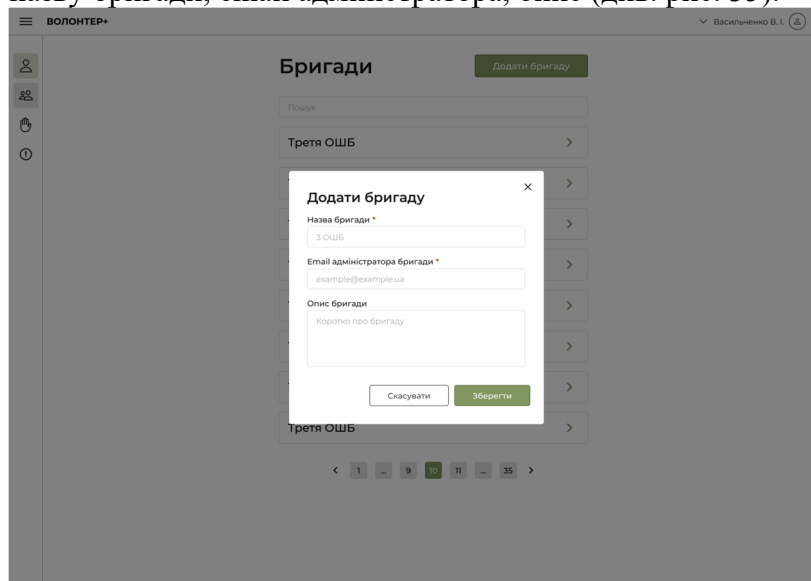 ВОЛОНТЕР+
Васильченко В. І.
Бригади
Додати бригаду
Пошук
Третя ОШБ
Додати бригаду
Назва бригади *
3 ОШБ
Email адміністратора бригади *
example@example.ua
Опис бригади
Коротко про бригаду
Скасувати
Зберегти
Третя ОШБ
1 ... 9 10 11 ... 35